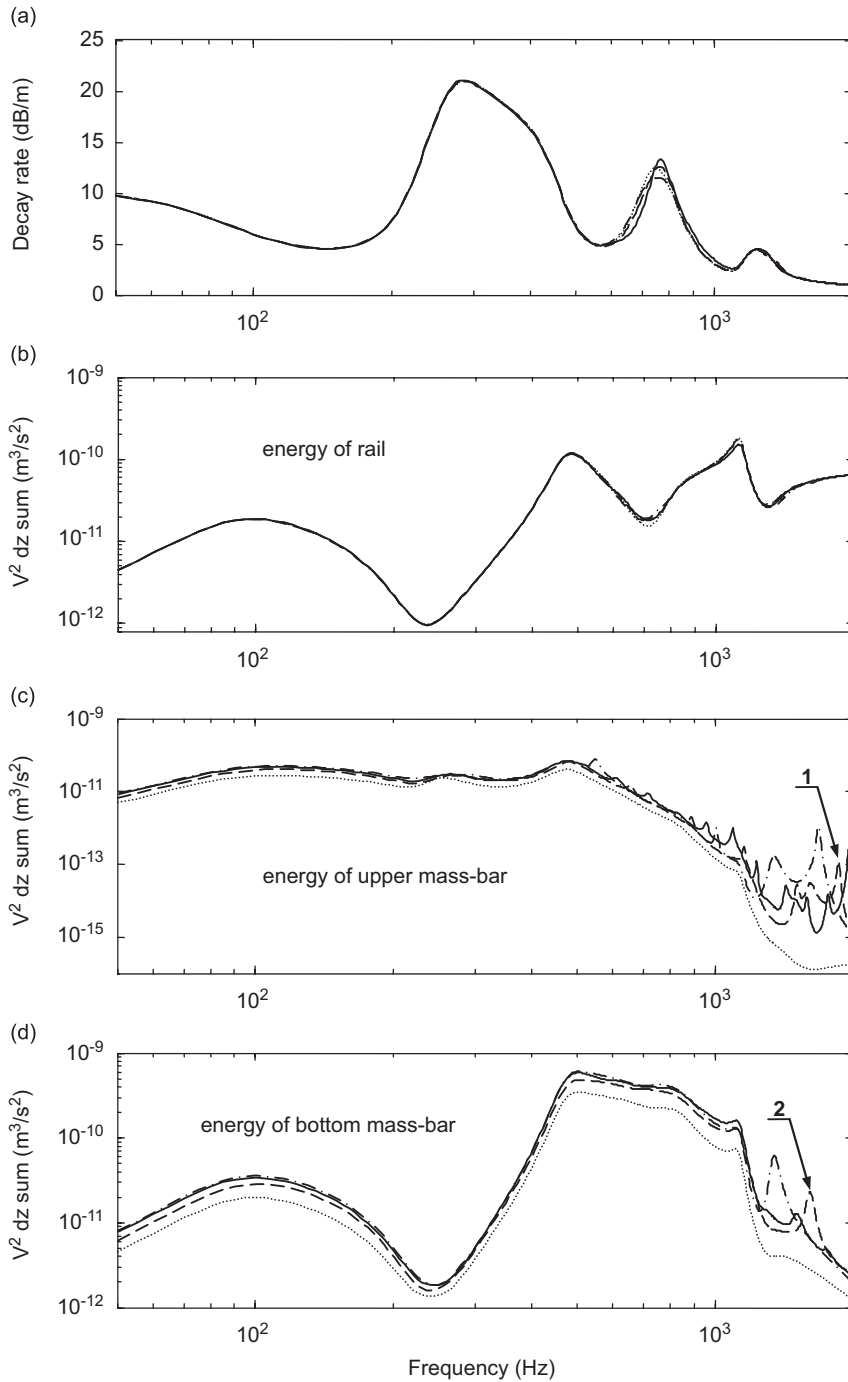 (a)
25
20
15
10
5
0
Decay rate (dB/m)
10²
10³
(b)
10⁻⁹
10⁻¹⁰
10⁻¹¹
10⁻¹²
V² dz sum (m³/s²)
energy of rail
10²
10³
(c)
10⁻⁹
10⁻¹¹
10⁻¹³
10⁻¹⁵
V² dz sum (m³/s²)
1
energy of upper mass-bar
10²
10³
(d)
10⁻⁹
10⁻¹⁰
10⁻¹¹
10⁻¹²
V² dz sum (m³/s²)
energy of bottom mass-bar
2
10²
10³
Frequency (Hz)